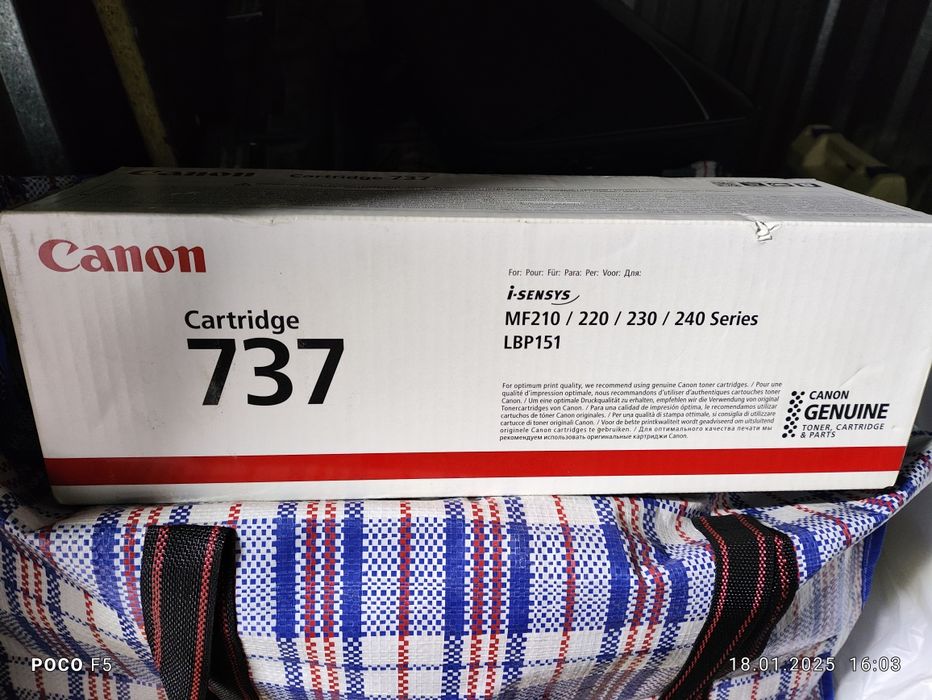 Canon
Cartridge 737
Canon
Cartridge
737
For: Pour: Für: Para: Per: Voor: Для:
i-SENSYS
MF210 / 220 / 230 / 240 Series
LBP151
For optimum print quality, we recommend using genuine Canon toner cartridges. / Pour une
qualité d'impression optimale, nous recommandons d'utiliser d'authentiques cartouches toner
Canon. / Um eine optimale Druckqualität zu erhalten, empfehlen wir die Verwendung von original
Tonercartridges von Canon. / Para una calidad de impresión óptima, le recomendamos utilizar
cartuchos de tóner Canon originales. / Per una qualità di stampa ottimale, si consiglia di utilizzare
cartucce di toner originali Canon. / Voor de beste printkwaliteit wordt geadviseerd om uitsluitend
originele Canon cartridges te gebruiken. / Для оптимального качества печати мы
рекомендуем использовать оригинальные картриджи Canon.
CANON
GENUINE
TONER, CARTRIDGE
& PARTS
POCO F5
18.01.2025 16:03